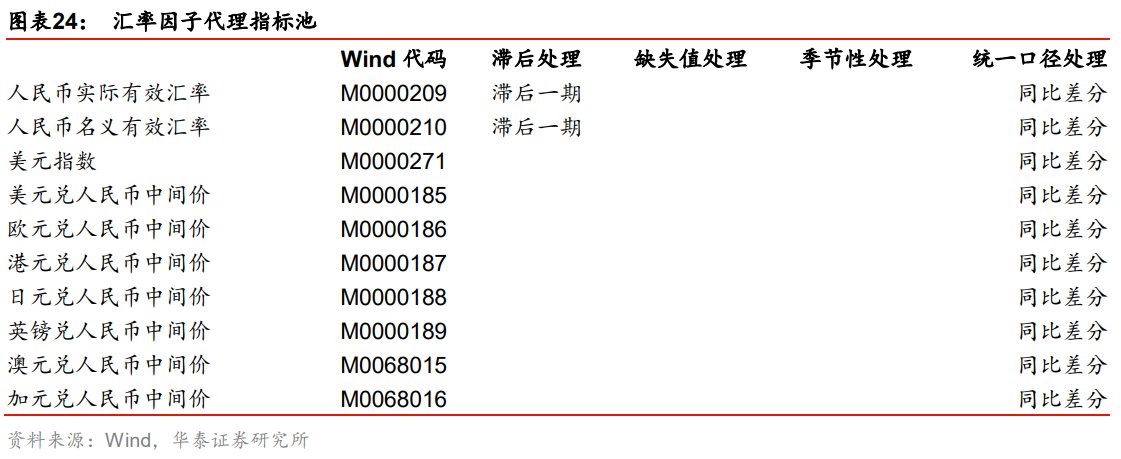 图表24： 汇率因子代理指标池
Wind 代码 滞后处理 缺失值处理 季节性处理 统一口径处理
人民币实际有效汇率 M0000209 滞后一期 同比差分
人民币名义有效汇率 M0000210 滞后一期 同比差分
美元指数 M0000271 同比差分
美元兑人民币中间价 M0000185 同比差分
欧元兑人民币中间价 M0000186 同比差分
港元兑人民币中间价 M0000187 同比差分
日元兑人民币中间价 M0000188 同比差分
英镑兑人民币中间价 M0000189 同比差分
澳元兑人民币中间价 M0068015 同比差分
加元兑人民币中间价 M0068016 同比差分
资料来源：Wind，华泰证券研究所